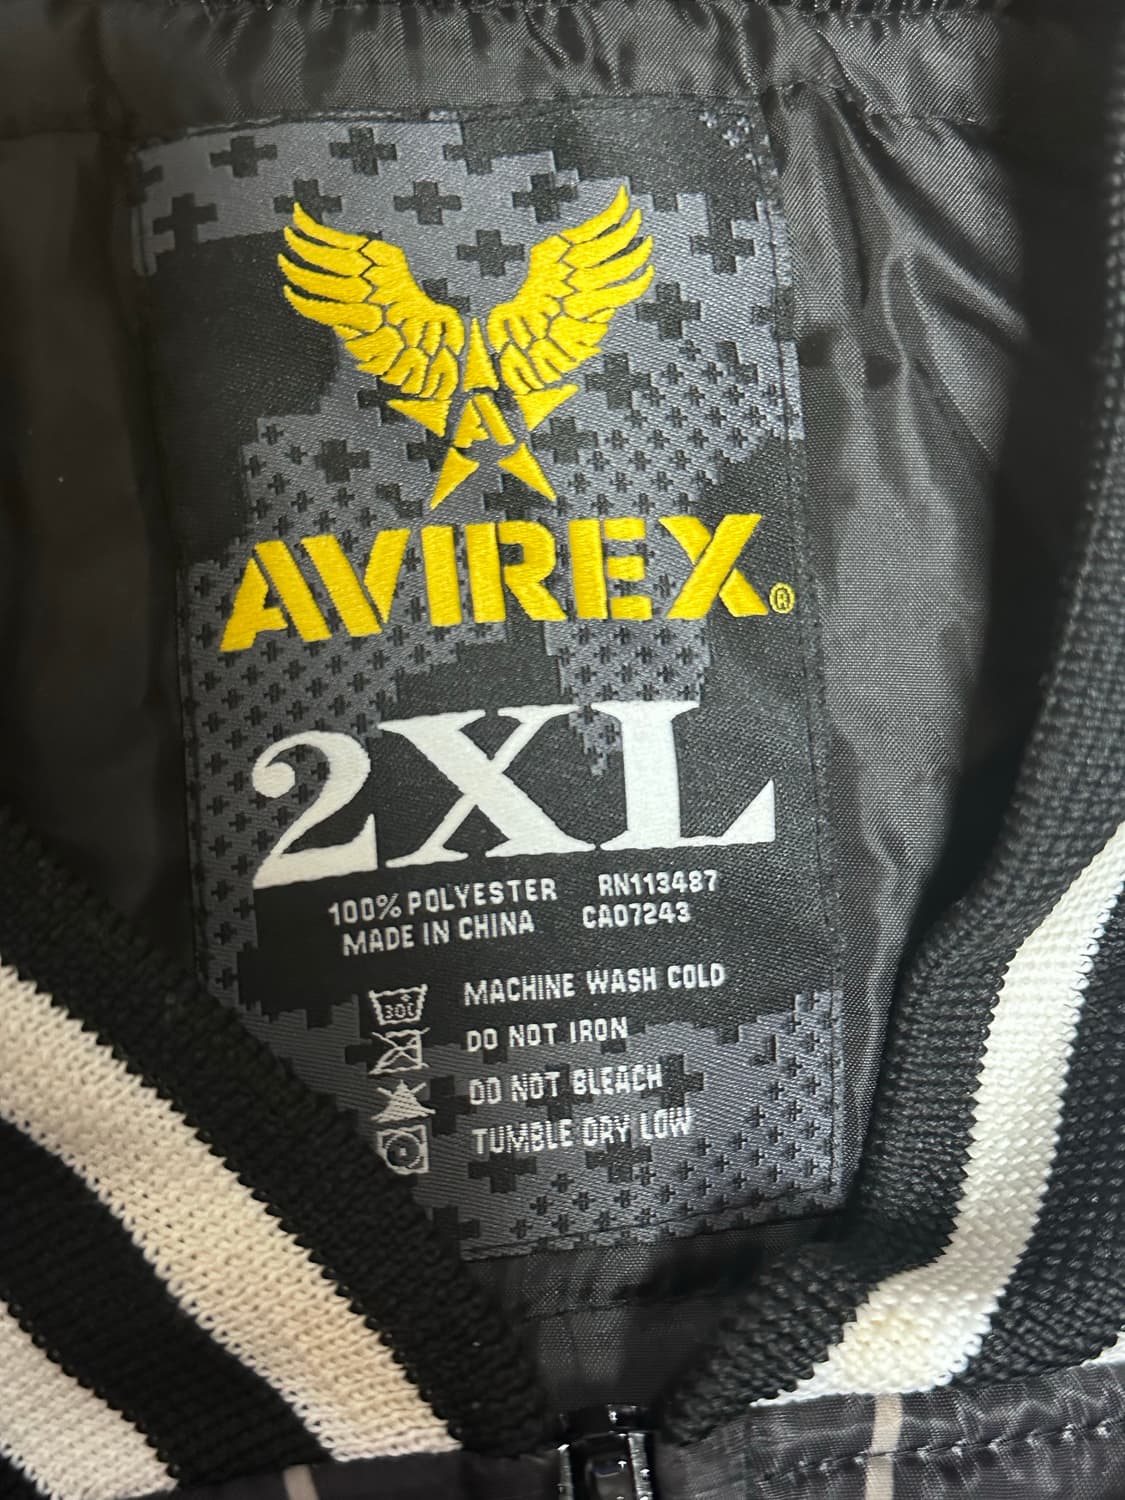 A
AVIREX®
2XL
100% POLYESTER RN113487
MADE IN CHINA CA07243
30C MACHINE WASH COLD
DO NOT IRON
DO NOT BLEACH
TUMBLE DRY LOW